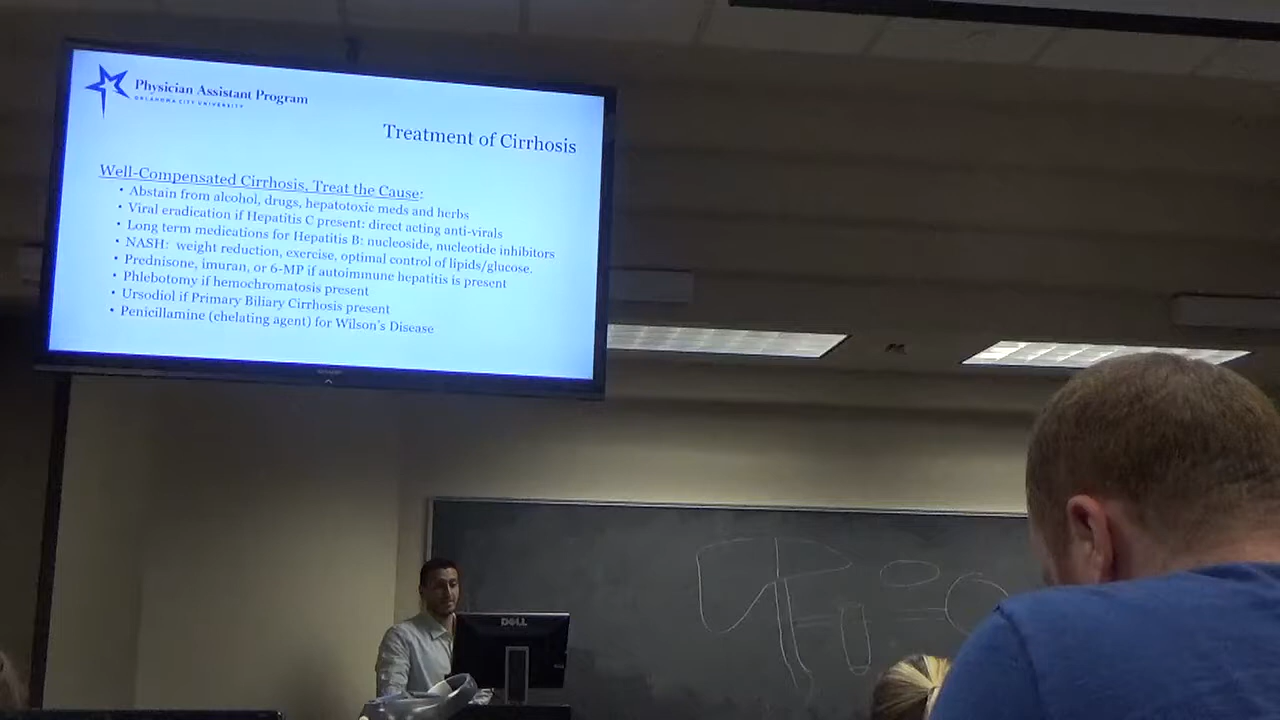 Physician Assistant Program
OKLAHOMA CITY UNIVERSITY
Treatment of Cirrhosis
Well-Compensated Cirrhosis, Treat the Cause:
• Abstain from alcohol, drugs, hepatotoxic meds and herbs
• Viral eradication if Hepatitis C present: direct acting anti-virals
• Long term medications for Hepatitis B: nucleoside, nucleotide inhibitors
• NASH: weight reduction, exercise, optimal control of lipids/glucose.
• Prednisone, imuran, or 6-MP if autoimmune hepatitis is present
• Phlebotomy if hemochromatosis present
• Ursodiol if Primary Biliary Cirrhosis present
• Penicillamine (chelating agent) for Wilson's Disease
DELL